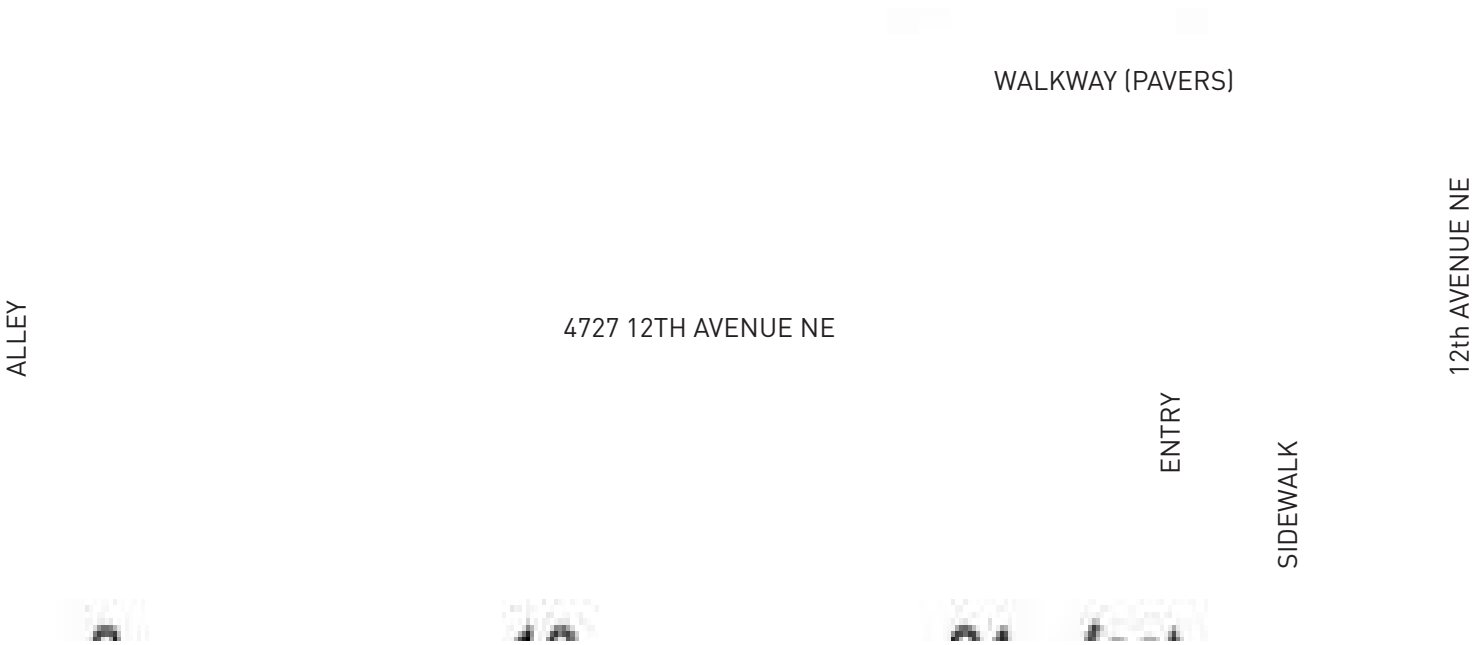 WALKWAY (PAVERS)
12th AVENUE NE
ALLEY
4727 12TH AVENUE NE
ENTRY
SIDEWALK